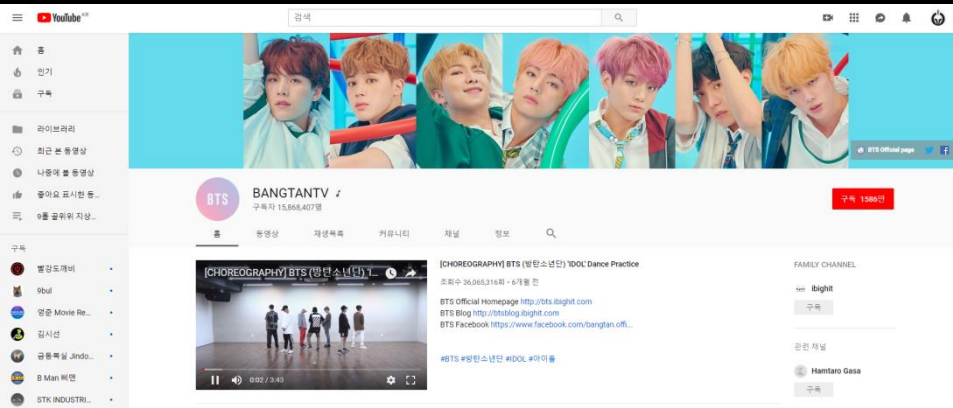 YouTube KR
검색
홈
인기
구독
라이브러리
최근 본 동영상
나중에 볼 동영상
좋아요 표시한 동...
9홀 골위위 지상...
구독
빨강도깨비
9bul
영준 Movie Re...
김시선
금동복실 Jindo...
B Man 삐맨
STK INDUSTRI...
BTS Official page
BTS
BANGTANTV
구독자 15,868,407명
구독 1586만
홈 동영상 재생목록 커뮤니티 채널 정보
[CHOREOGRAPHY] BTS (방탄소년단) 'I...
0:02 / 3:43
[CHOREOGRAPHY] BTS (방탄소년단) 'IDOL' Dance Practice
조회수 36,065,316회 • 6개월 전
BTS Official Homepage http://bts.ibighit.com
BTS Blog http://btsblog.ibighit.com
BTS Facebook https://www.facebook.com/bangtan.offi...
#BTS #방탄소년단 #IDOL #아이돌
FAMILY CHANNEL
ibighit
구독
관련 채널
Hamtaro Gasa
구독